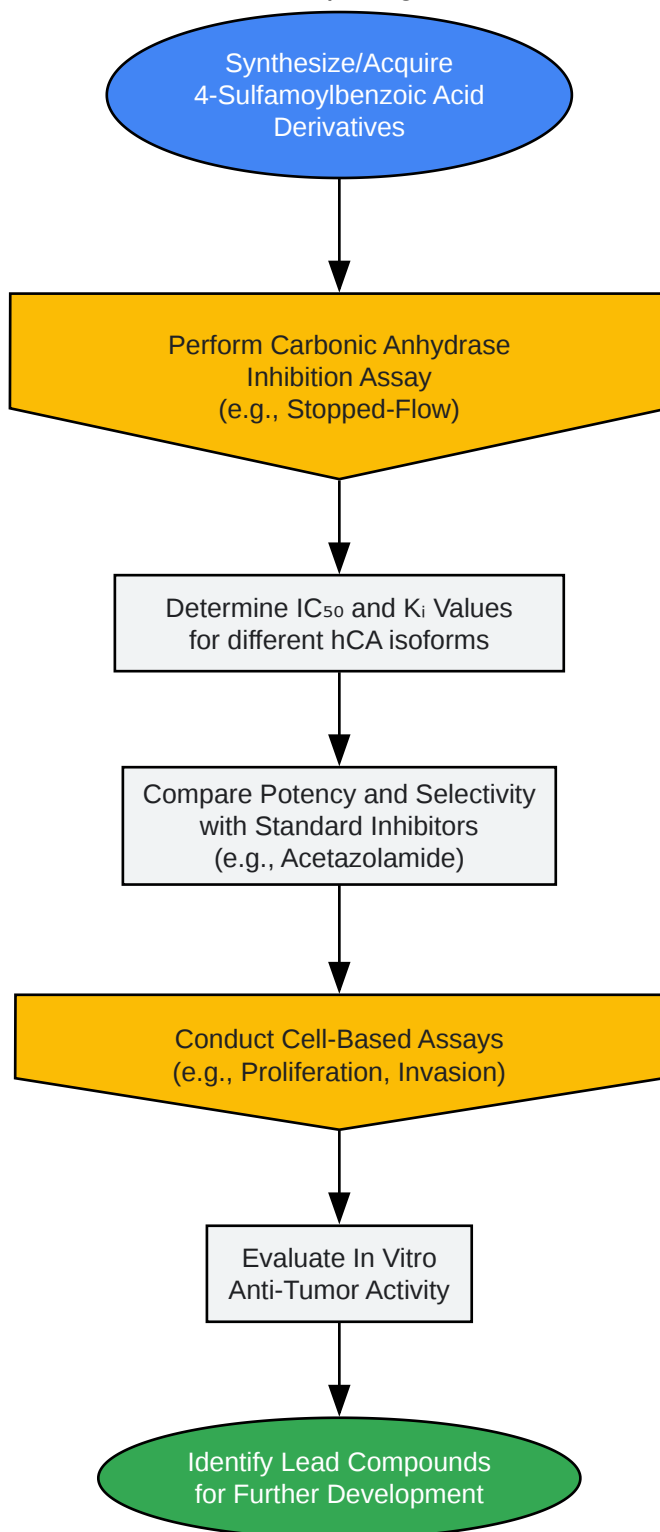 Synthesize/Acquire
4-Sulfamoylbenzoic Acid
Derivatives
Perform Carbonic Anhydrase
Inhibition Assay
(e.g., Stopped-Flow)
Determine IC₅₀ and Kᵢ Values
for different hCA isoforms
Compare Potency and Selectivity
with Standard Inhibitors
(e.g., Acetazolamide)
Conduct Cell-Based Assays
(e.g., Proliferation, Invasion)
Evaluate In Vitro
Anti-Tumor Activity
Identify Lead Compounds
for Further Development